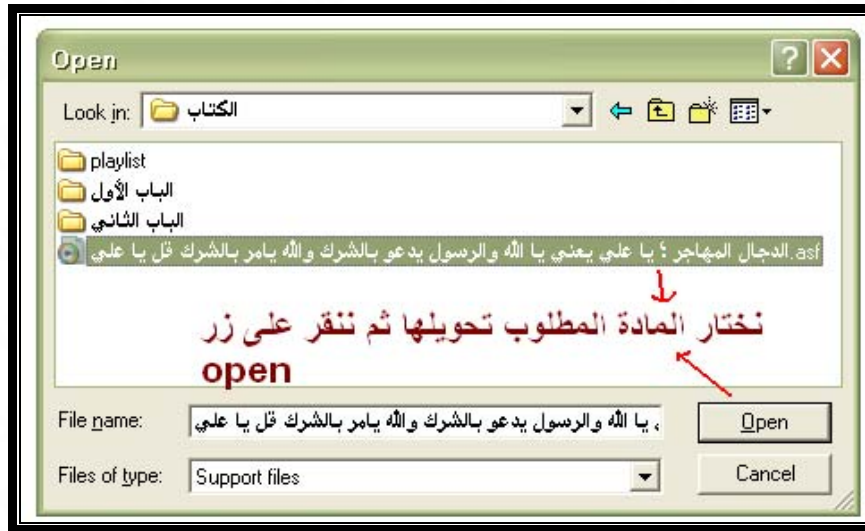 Open
Look in: الكتاب
playlist
الباب الأول
الباب الثاني
الدجال المهاجر ؛ يا علي يعني يا الله والرسول يدعو بالشرك والله يامر بالشرك قل يا علي.asf
نختار المادة المطلوب تحويلها ثم ننقر على زر
open
File name: ، يا الله والرسول يدعو بالشرك والله يامر بالشرك قل يا علي
Open
Files of type: Support files
Cancel